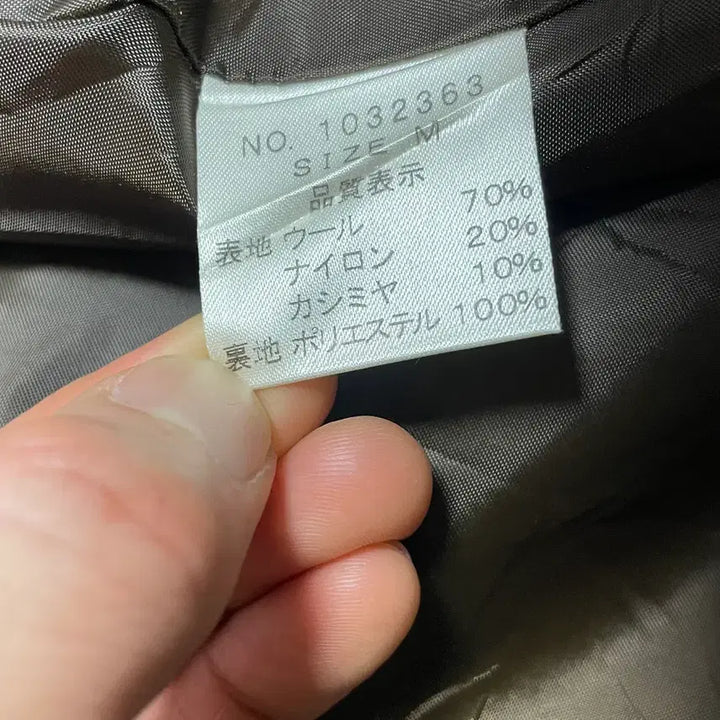 NO. 1032363
SIZE M
品質表示
表地 ウール 70%
ナイロン 20%
カシミヤ 10%
裏地 ポリエステル 100%